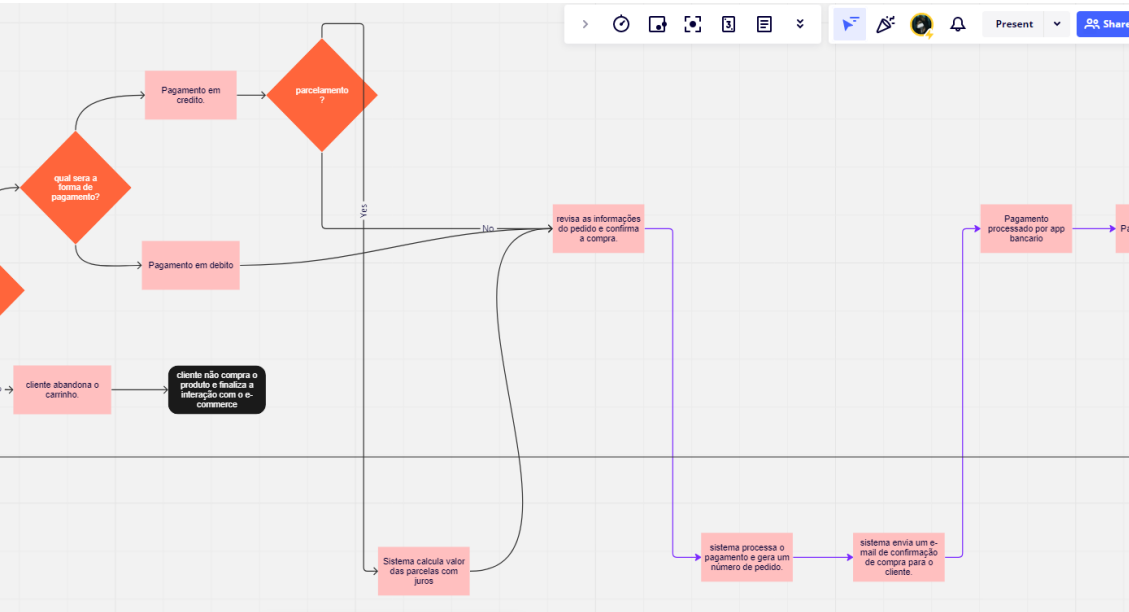 Present
Share
3
Pagamento em
credito.
parcelamento
?
qual sera a
forma de
pagamento?
Pagamento em debito
Yes
No
revisa as informações
do pedido e confirma
a compra.
Pagamento
processado por app
bancario
cliente abandona o
carrinho.
cliente não compra o
produto e finaliza a
interação com o e-
commerce
Sistema calcula valor
das parcelas com
juros
sistema processa o
pagamento e gera um
número de pedido.
sistema envia um e-
mail de confirmação
de compra para o
cliente.